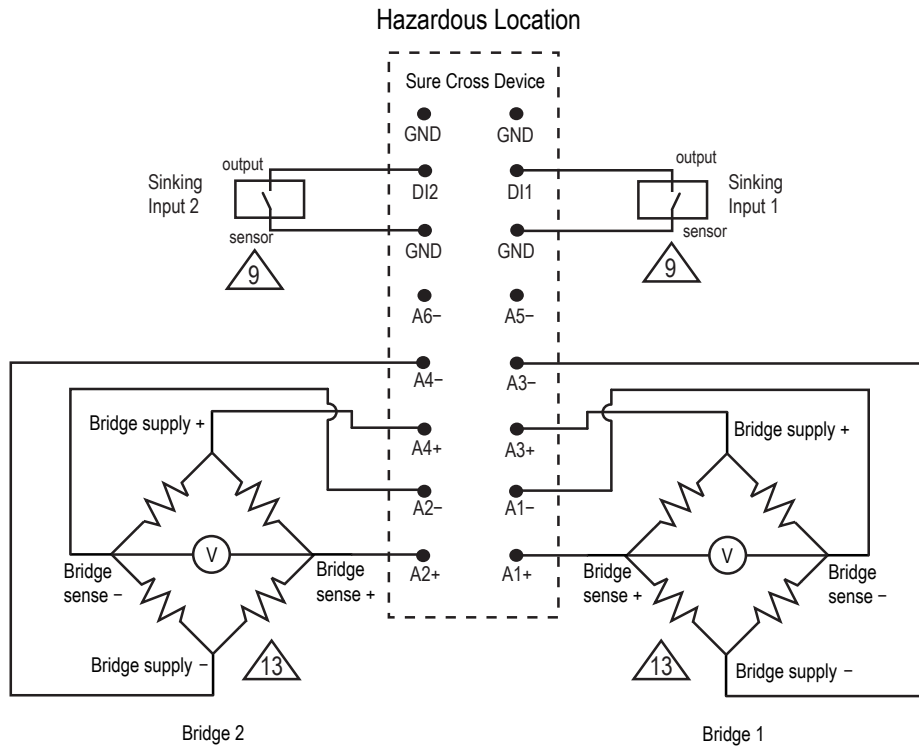 Hazardous Location
Sure Cross Device
GND GND
output output
Sinking
Input 2
DI2 DI1
Sinking
Input 1
sensor sensor
GND GND
9 9
A6− A5−
A4− A3−
Bridge supply + Bridge supply +
A4+ A3+
A2− A1−
V V
Bridge
sense −
Bridge
sense +
A2+ A1+
Bridge
sense +
Bridge
sense −
Bridge supply − 13 13 Bridge supply −
Bridge 2 Bridge 1